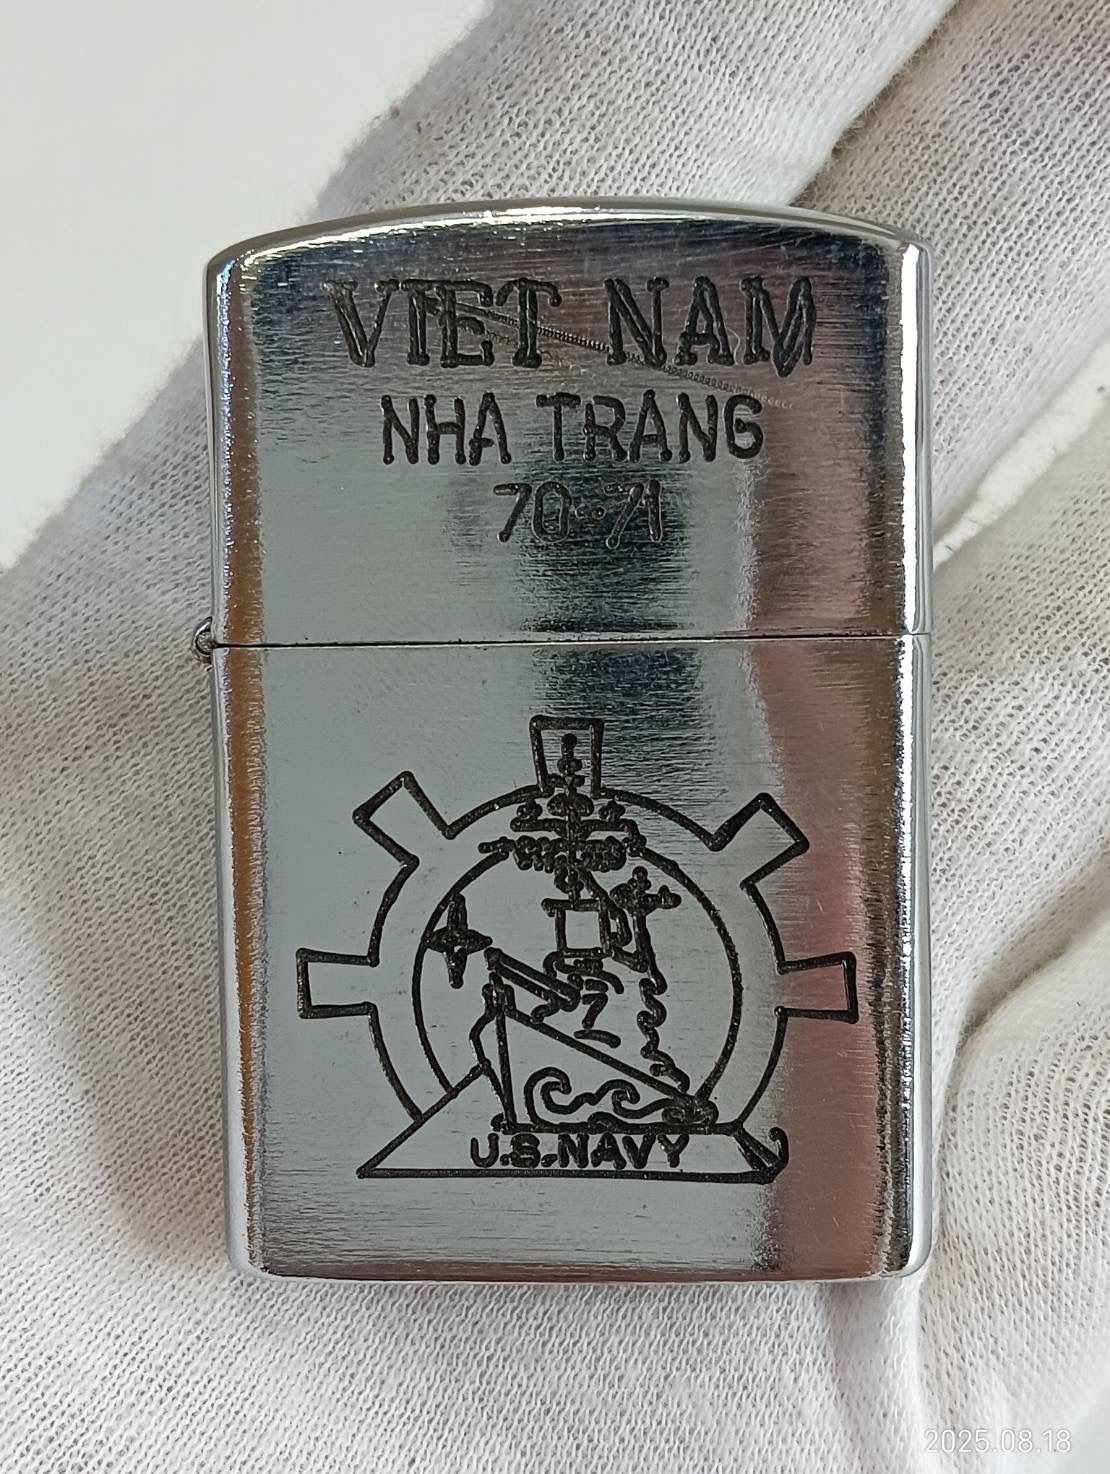 VIET NAM
NHA TRANG
70-71
U.S.NAVY
2025.08.18